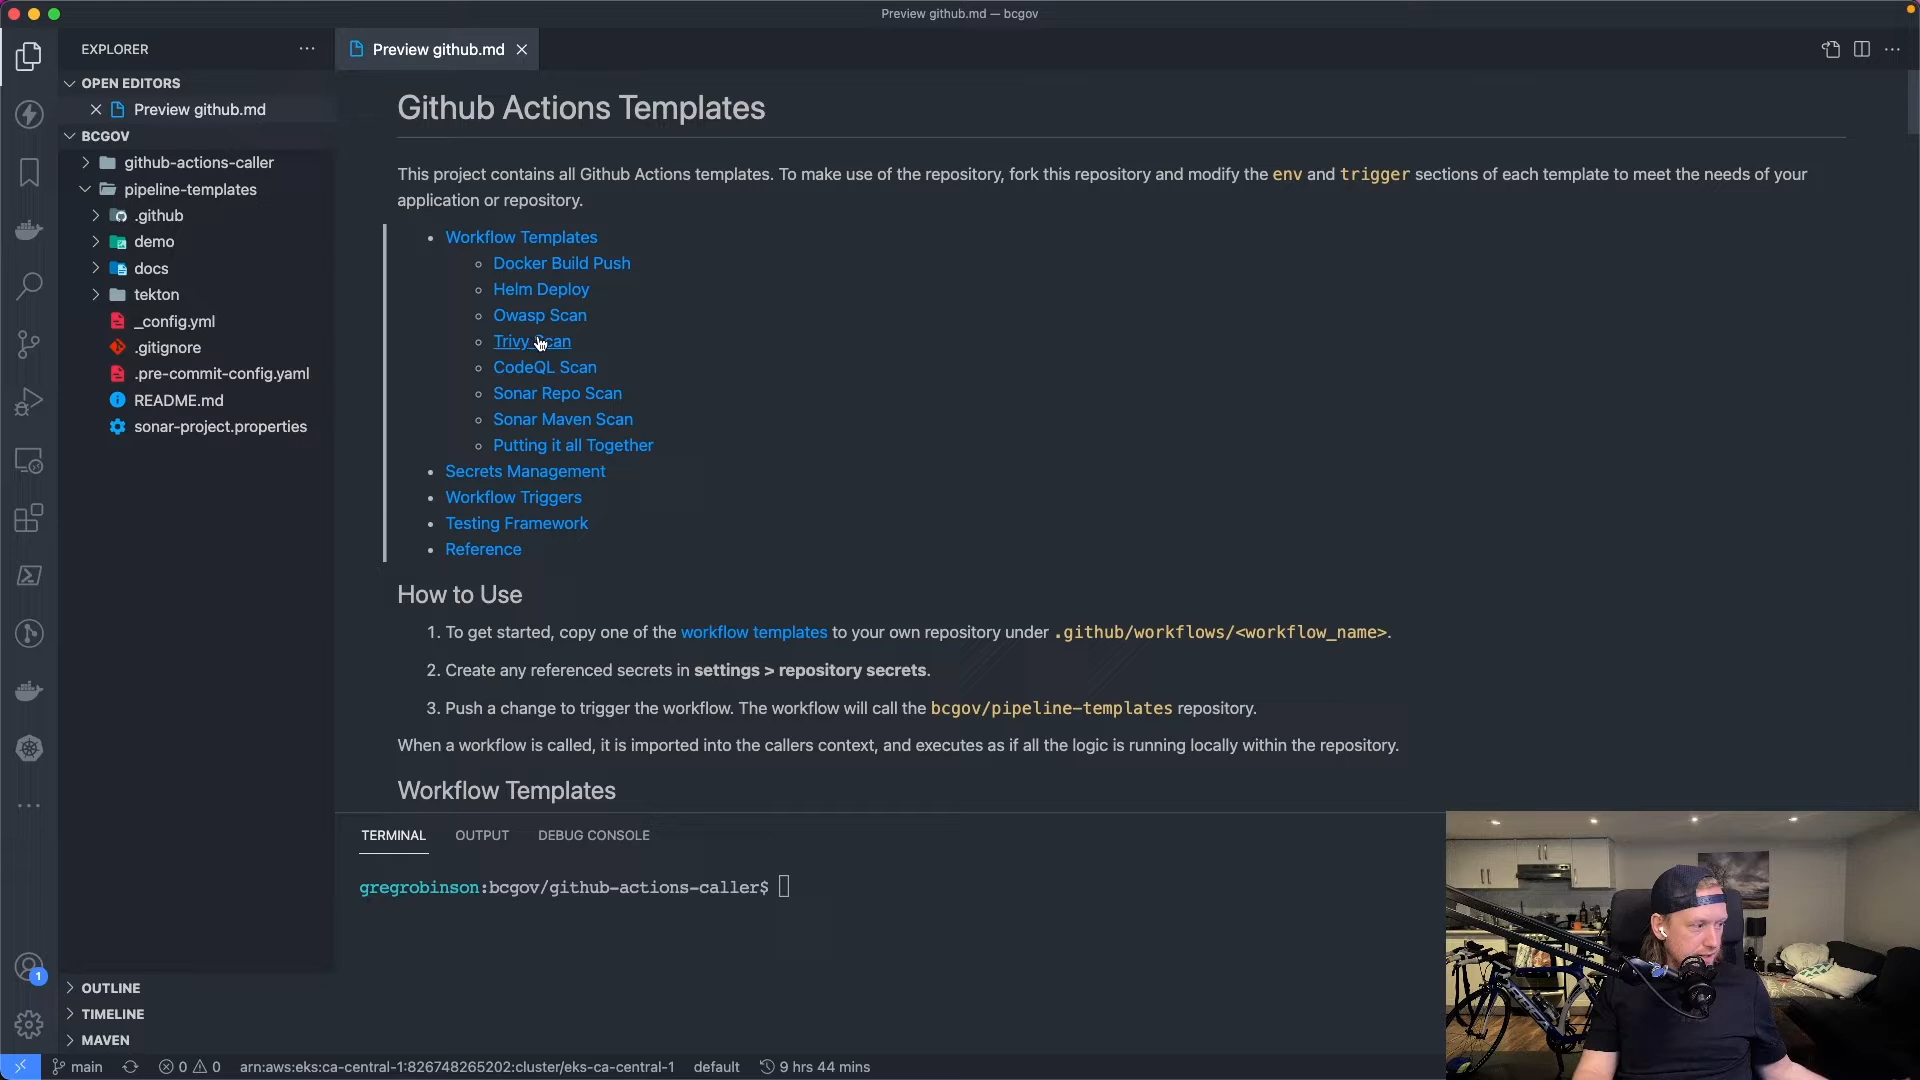 Preview github.md — bcgov
EXPLORER
Preview github.md
OPEN EDITORS
Preview github.md
BCGOV
github-actions-caller
pipeline-templates
.github
demo
docs
tekton
_config.yml
.gitignore
.pre-commit-config.yaml
README.md
sonar-project.properties
Github Actions Templates
This project contains all Github Actions templates. To make use of the repository, fork this repository and modify the env and trigger sections of each template to meet the needs of your
application or repository.
• Workflow Templates
◦ Docker Build Push
◦ Helm Deploy
◦ Owasp Scan
◦ Trivy Scan
◦ CodeQL Scan
◦ Sonar Repo Scan
◦ Sonar Maven Scan
◦ Putting it all Together
• Secrets Management
• Workflow Triggers
• Testing Framework
• Reference
How to Use
1. To get started, copy one of the workflow templates to your own repository under .github/workflows/<workflow_name>.
2. Create any referenced secrets in settings > repository secrets.
3. Push a change to trigger the workflow. The workflow will call the bcgov/pipeline-templates repository.
When a workflow is called, it is imported into the callers context, and executes as if all the logic is running locally within the repository.
Workflow Templates
TERMINAL OUTPUT DEBUG CONSOLE
gregrobinson:bcgov/github-actions-caller$
1
OUTLINE
TIMELINE
MAVEN
main 0 0 arn:aws:eks:ca-central-1:826748265202:cluster/eks-ca-central-1 default 9 hrs 44 mins